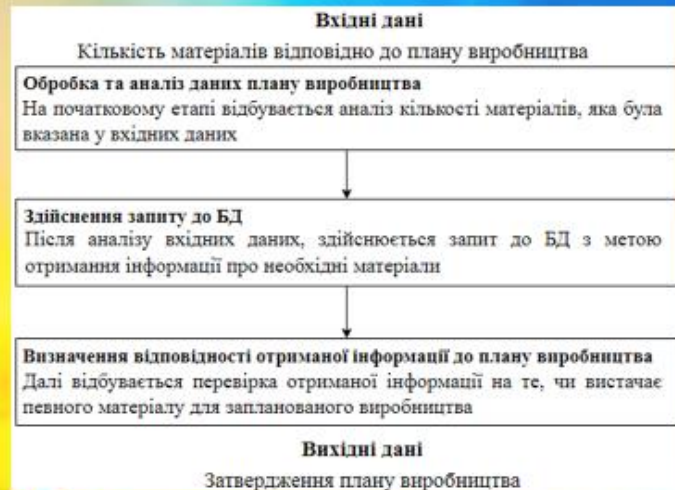 Вхідні дані
Кількість матеріалів відповідно до плану виробництва
Обробка та аналіз даних плану виробництва
На початковому етапі відбувається аналіз кількості матеріалів, яка була
вказана у вхідних даних
Здійснення запиту до БД
Після аналізу вхідних даних, здійснюється запит до БД з метою
отримання інформації про необхідні матеріали
Визначення відповідності отриманої інформації до плану виробництва
Далі відбувається перевірка отриманої інформації на те, чи вистачає
певного матеріалу для запланованого виробництва
Вихідні дані
Затвердження плану виробництва